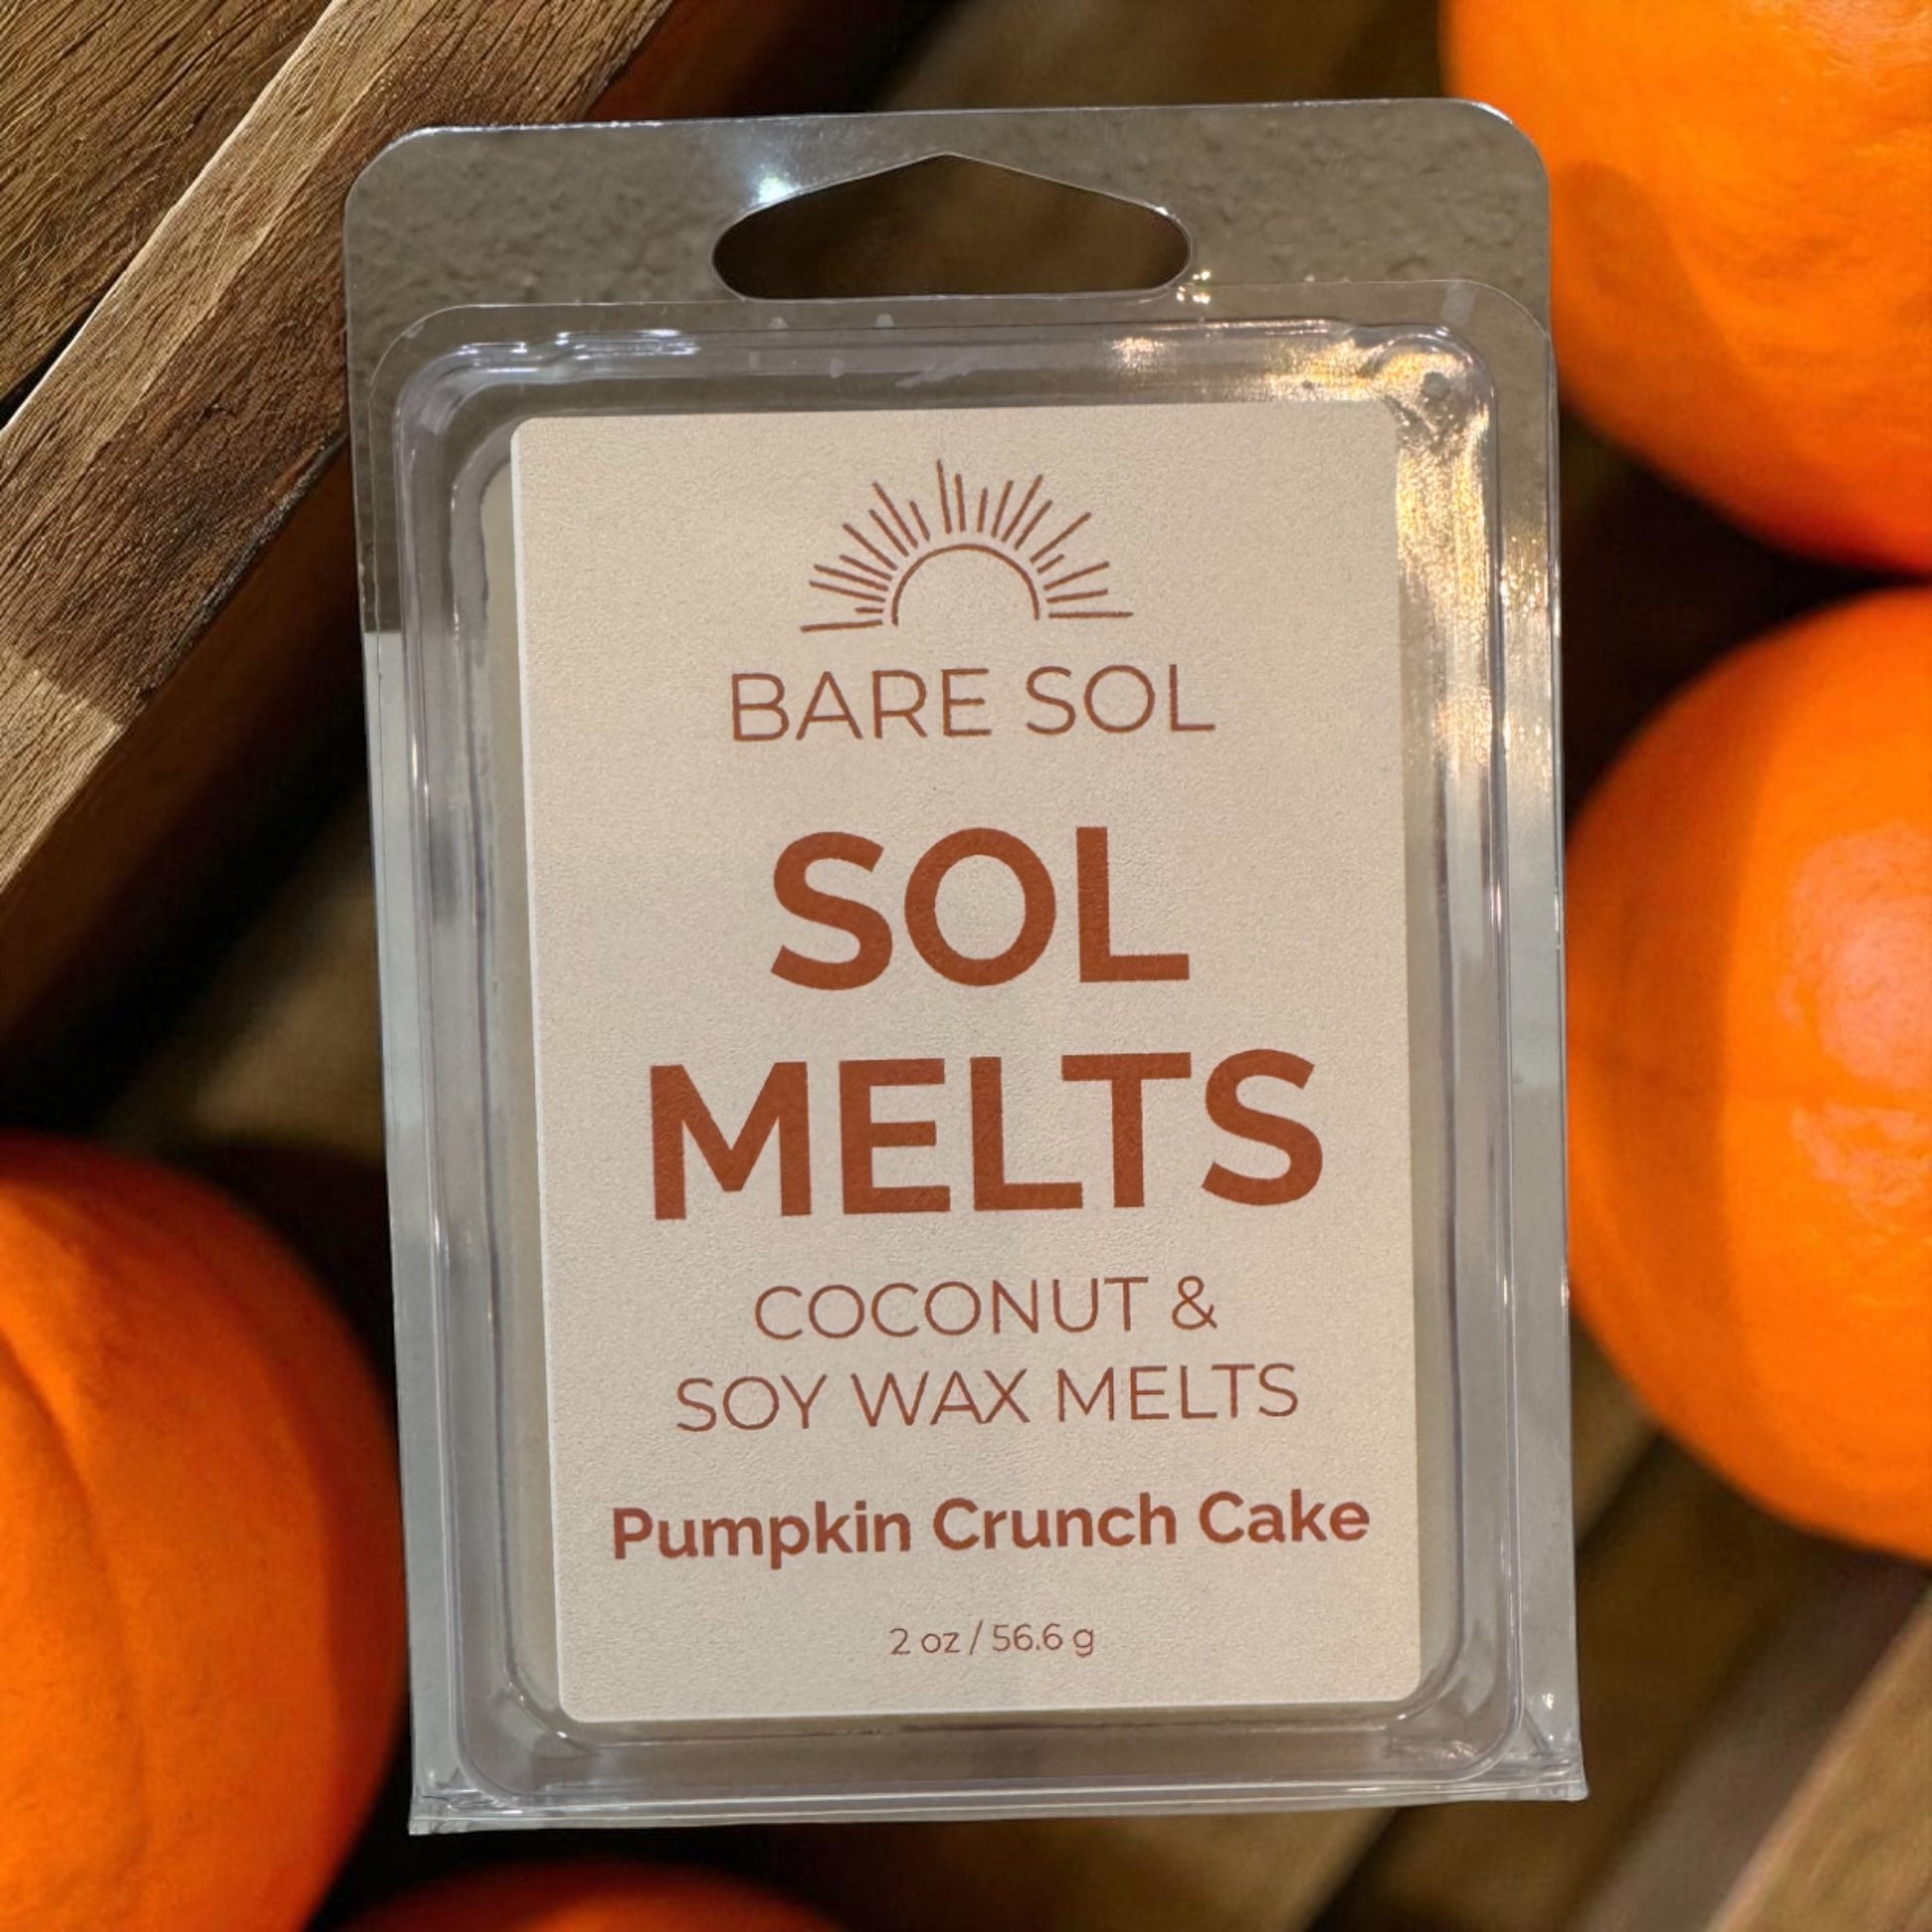 BARE SOL
SOL
MELTS
COCONUT &
SOY WAX MELTS
Pumpkin Crunch Cake
2 oz / 56.6 g